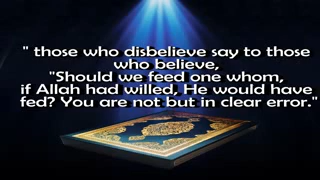 " those who disbelieve say to those
who believe,
"Should we feed one whom,
if Allah had willed, He would have
fed? You are not but in clear error."